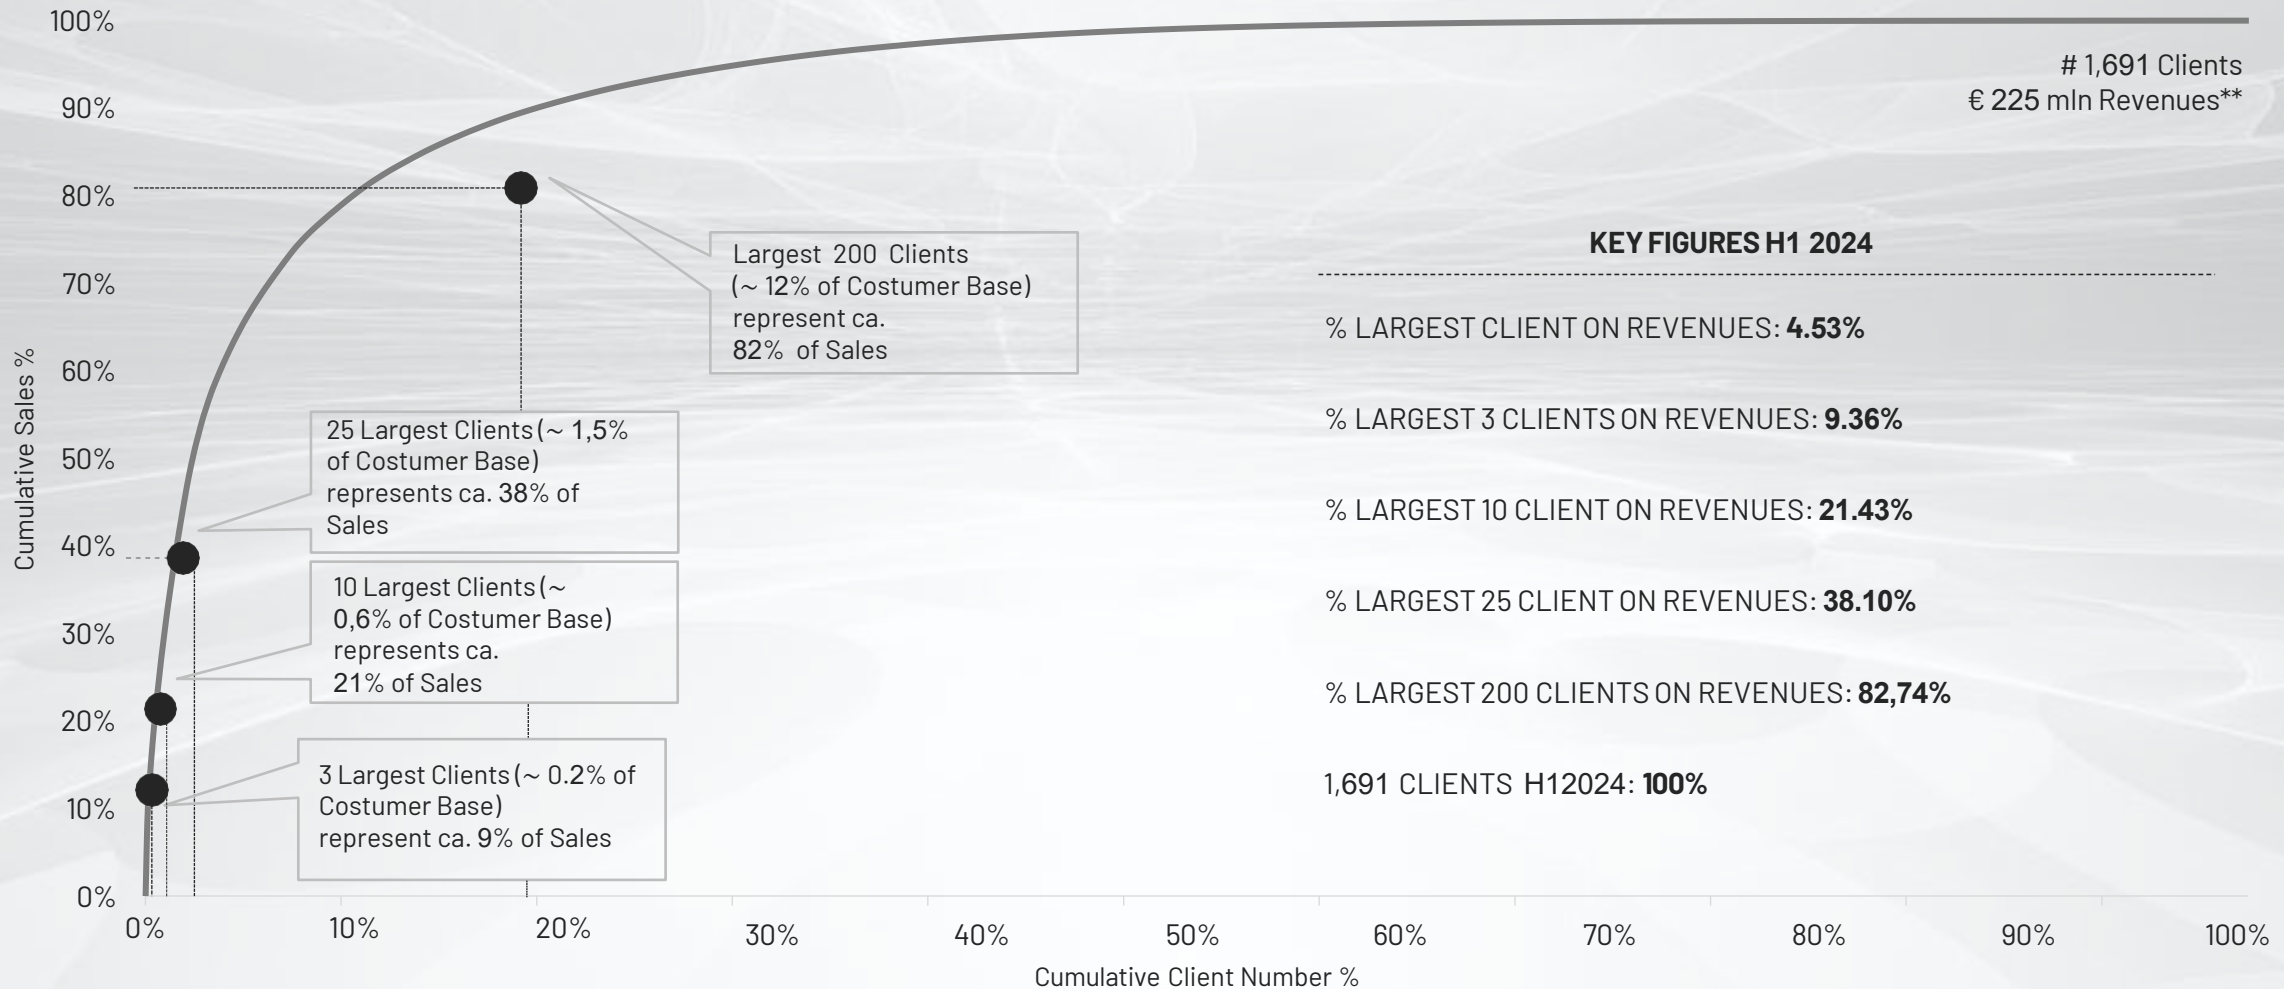 100%
90%
80%
70%
60%
50%
40%
30%
20%
10%
0%
Cumulative Sales %
# 1,691 Clients
€ 225 mln Revenues**
Largest 200 Clients
(~ 12% of Costumer Base)
represent ca.
82% of Sales
25 Largest Clients (~ 1,5%
of Costumer Base)
represents ca. 38% of
Sales
10 Largest Clients (~
0,6% of Costumer Base)
represents ca.
21% of Sales
3 Largest Clients (~ 0.2% of
Costumer Base)
represent ca. 9% of Sales
KEY FIGURES H1 2024
% LARGEST CLIENT ON REVENUES: 4.53%
% LARGEST 3 CLIENTS ON REVENUES: 9.36%
% LARGEST 10 CLIENT ON REVENUES: 21.43%
% LARGEST 25 CLIENT ON REVENUES: 38.10%
% LARGEST 200 CLIENTS ON REVENUES: 82,74%
1,691 CLIENTS H12024: 100%
0% 10% 20% 30% 40% 50% 60% 70% 80% 90% 100%
Cumulative Client Number %